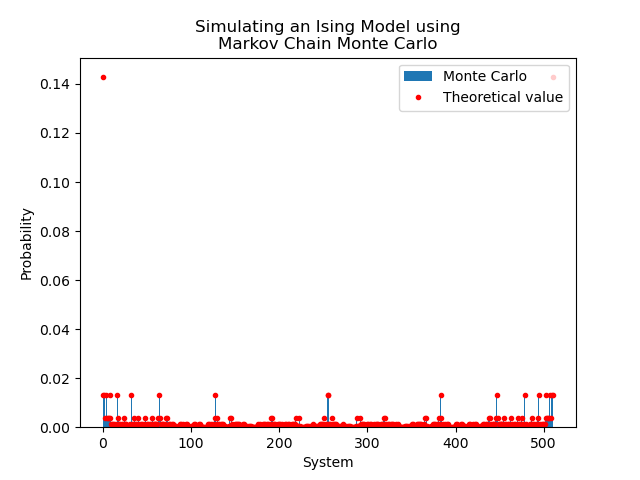 Simulating an Ising Model using
Markov Chain Monte Carlo
Monte Carlo
Theoretical value
Probability
0.14
0.12
0.10
0.08
0.06
0.04
0.02
0.00
0
100
200
300
400
500
System